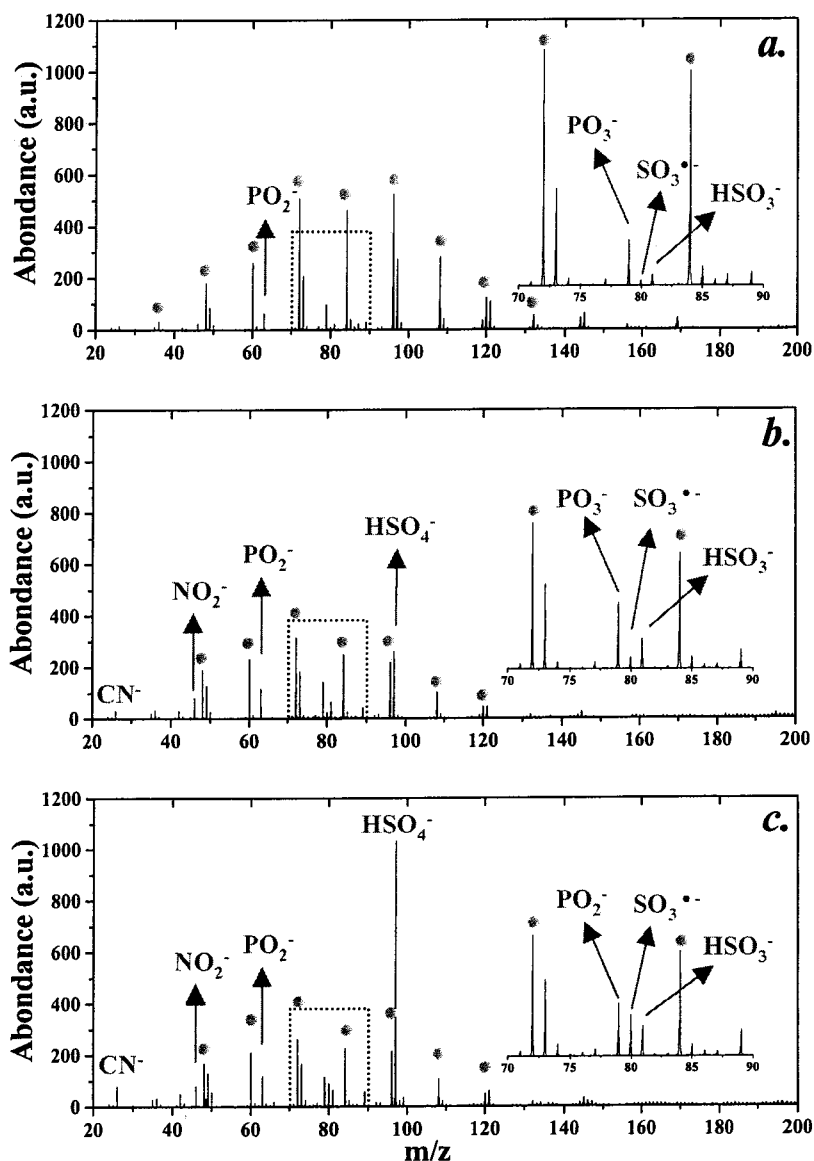 a.
1200
1000
800
600
400
200
0
Abondance (a.u.)
PO2-
PO3-
SO3•-
HSO3-
70 75 80 85 90
20 40 60 80 100 120 140 160 180 200
b.
1200
1000
800
600
400
200
0
Abundance (a.u.)
CN-
NO2-
PO2-
HSO4-
PO3-
SO3•-
HSO3-
70 75 80 85 90
20 40 60 80 100 120 140 160 180 200
c.
1200
1000
800
600
400
200
0
Abundance (a.u.)
CN-
NO2-
PO2-
HSO4-
PO2-
SO3•-
HSO3-
70 75 80 85 90
20 40 60 80 100 120 140 160 180 200
m/z